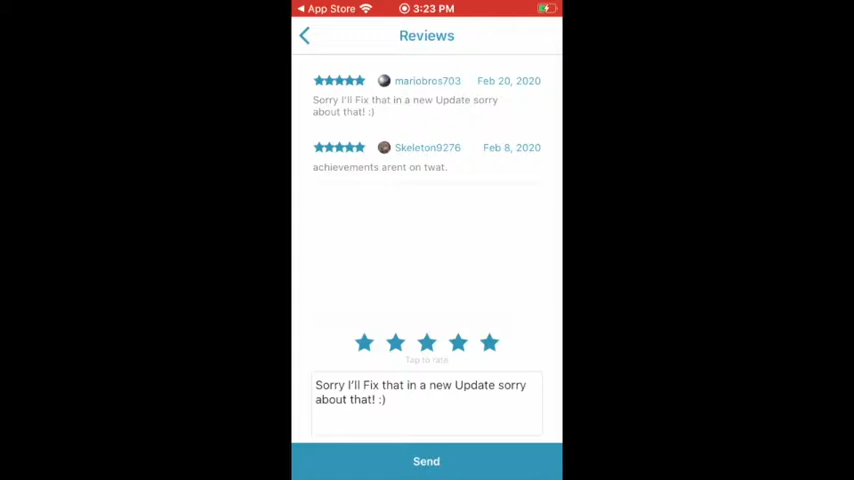 ◄ App Store 3:23 PM
Reviews
mariobros703 Feb 20, 2020
Sorry I'll Fix that in a new Update sorry
about that! :)
Skeleton9276 Feb 8, 2020
achievements arent on twat.
Tap to rate
Sorry I'll Fix that in a new Update sorry
about that! :)
Send